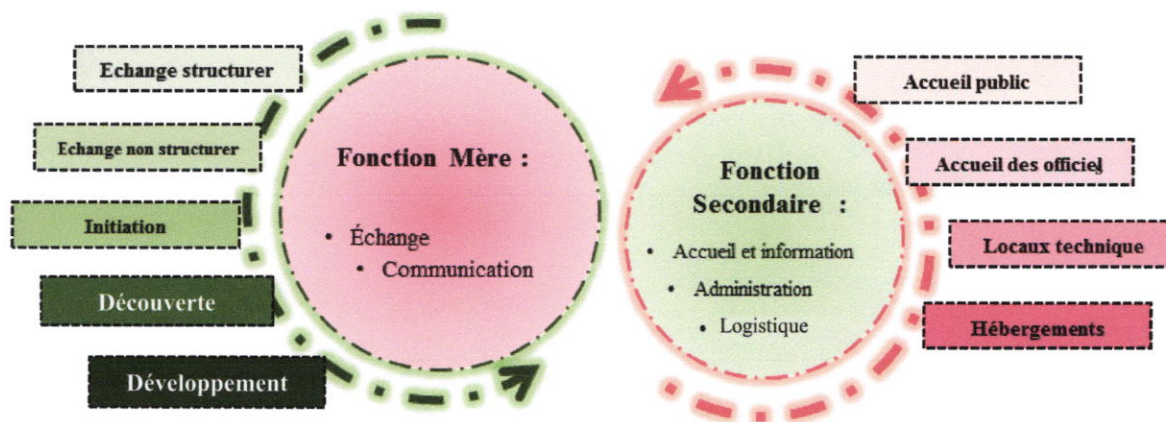 Echange structurer
Echange non structurer
Initiation
Découverte
Développement
Fonction Mère :
• Échange
• Communication
Fonction
Secondaire :
• Accueil et information
• Administration
• Logistique
Accueil public
Accueil des officiel
Locaux technique
Hébergements